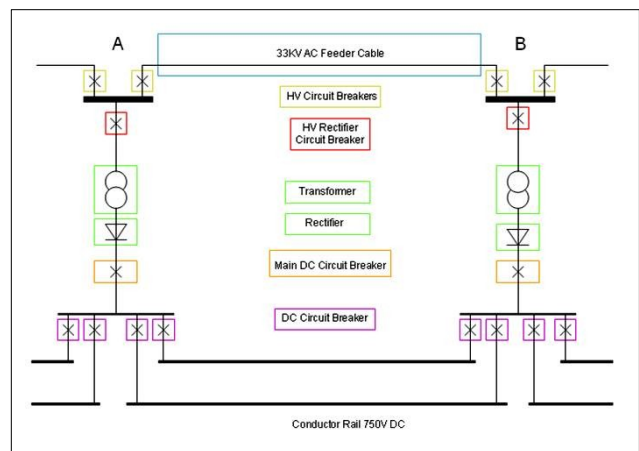 A
B
33KV AC Feeder Cable
HV Circuit Breakers
HV Rectifier
Circuit Breaker
Transformer
Rectifier
Main DC Circuit Breaker
DC Circuit Breaker
Conductor Rail 750V DC